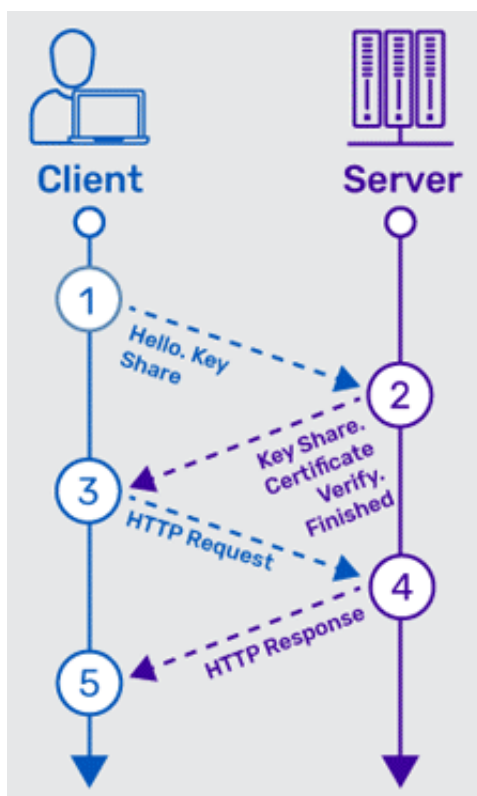 Client
Server
1
Hello. Key
Share
2
Key Share.
Certificate
Verify.
Finished
3
HTTP Request
4
HTTP Response
5